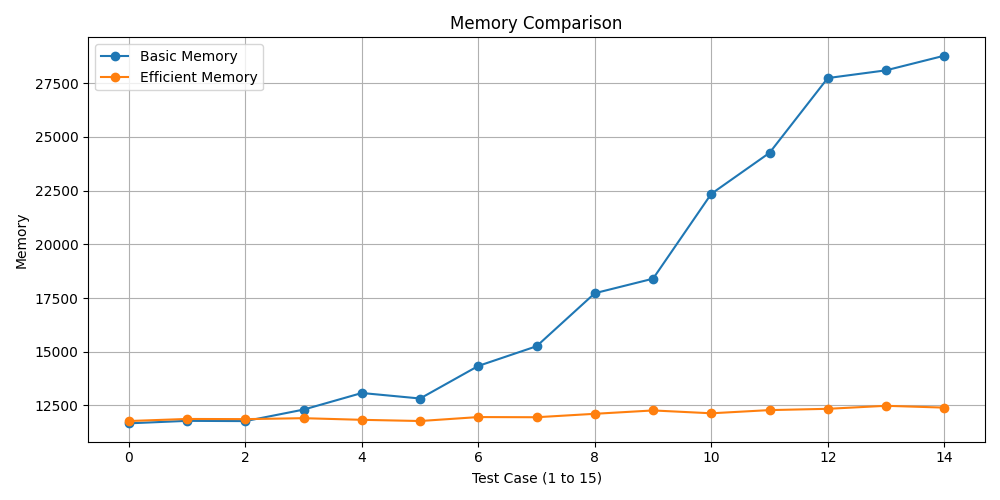 Memory Comparison
Basic Memory
Efficient Memory
Memory
27500
25000
22500
20000
17500
15000
12500
0 2 4 6 8 10 12 14
Test Case (1 to 15)